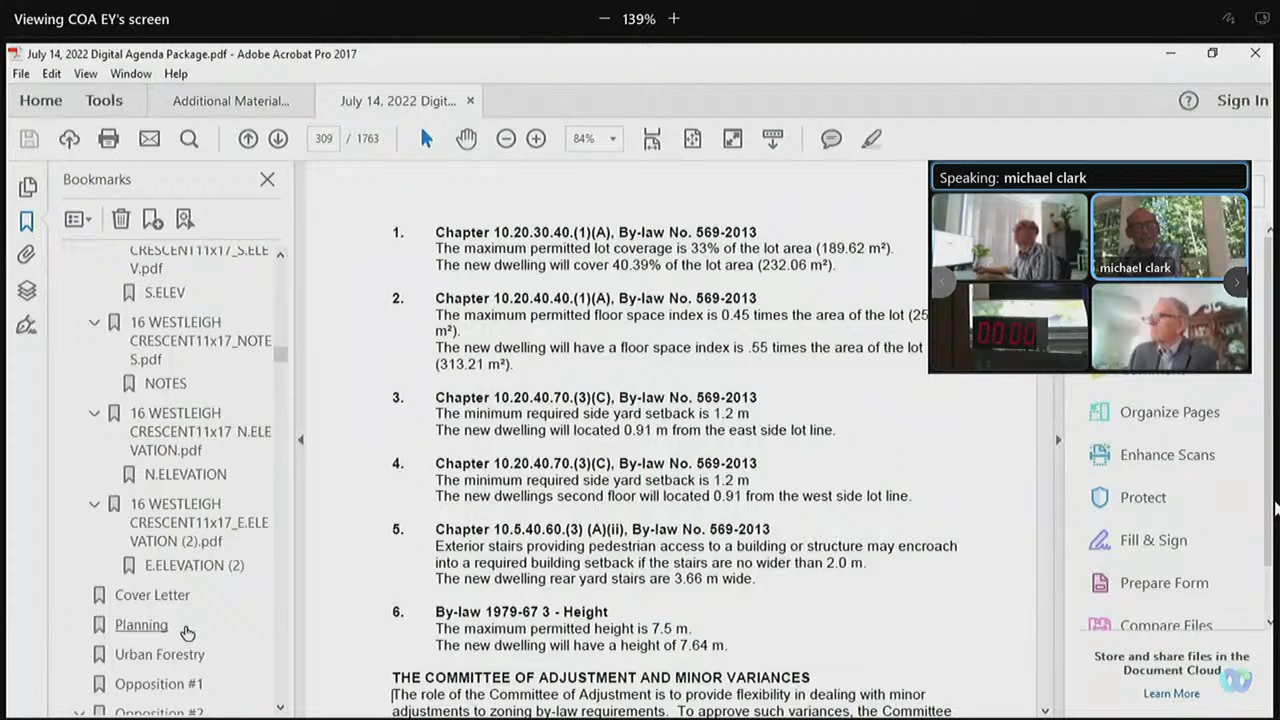 Viewing COA EY's screen
139%
July 14, 2022 Digital Agenda Package.pdf - Adobe Acrobat Pro 2017
File Edit View Window Help
Home Tools Additional Material... July 14, 2022 Digit... Sign In
309 / 1763 84%
Bookmarks
CRESCENT11x17_S.ELE
V.pdf
S.ELEV
16 WESTLEIGH
CRESCENT11x17_NOTE
S.pdf
NOTES
16 WESTLEIGH
CRESCENT11x17_N.ELE
VATION.pdf
N.ELEVATION
16 WESTLEIGH
CRESCENT11x17_E.ELE
VATION (2).pdf
E.ELEVATION (2)
Cover Letter
Planning
Urban Forestry
Opposition #1
Opposition #2
1. Chapter 10.20.30.40.(1)(A), By-law No. 569-2013
The maximum permitted lot coverage is 33% of the lot area (189.62 m²).
The new dwelling will cover 40.39% of the lot area (232.06 m²).
2. Chapter 10.20.40.40.(1)(A), By-law No. 569-2013
The maximum permitted floor space index is 0.45 times the area of the lot (25
m²).
The new dwelling will have a floor space index is .55 times the area of the lot
(313.21 m²).
3. Chapter 10.20.40.70.(3)(C), By-law No. 569-2013
The minimum required side yard setback is 1.2 m
The new dwelling will located 0.91 m from the east side lot line.
4. Chapter 10.20.40.70.(3)(C), By-law No. 569-2013
The minimum required side yard setback is 1.2 m
The new dwellings second floor will located 0.91 from the west side lot line.
5. Chapter 10.5.40.60.(3) (A)(ii), By-law No. 569-2013
Exterior stairs providing pedestrian access to a building or structure may encroach
into a required building setback if the stairs are no wider than 2.0 m.
The new dwelling rear yard stairs are 3.66 m wide.
6. By-law 1979-67 3 - Height
The maximum permitted height is 7.5 m.
The new dwelling will have a height of 7.64 m.
THE COMMITTEE OF ADJUSTMENT AND MINOR VARIANCES
The role of the Committee of Adjustment is to provide flexibility in dealing with minor
adjustments to zoning by-law requirements. To approve such variances, the Committee
Speaking: michael clark
michael clark
00:00
Organize Pages
Enhance Scans
Protect
Fill & Sign
Prepare Form
Compare Files
Store and share files in the
Document Cloud
Learn More